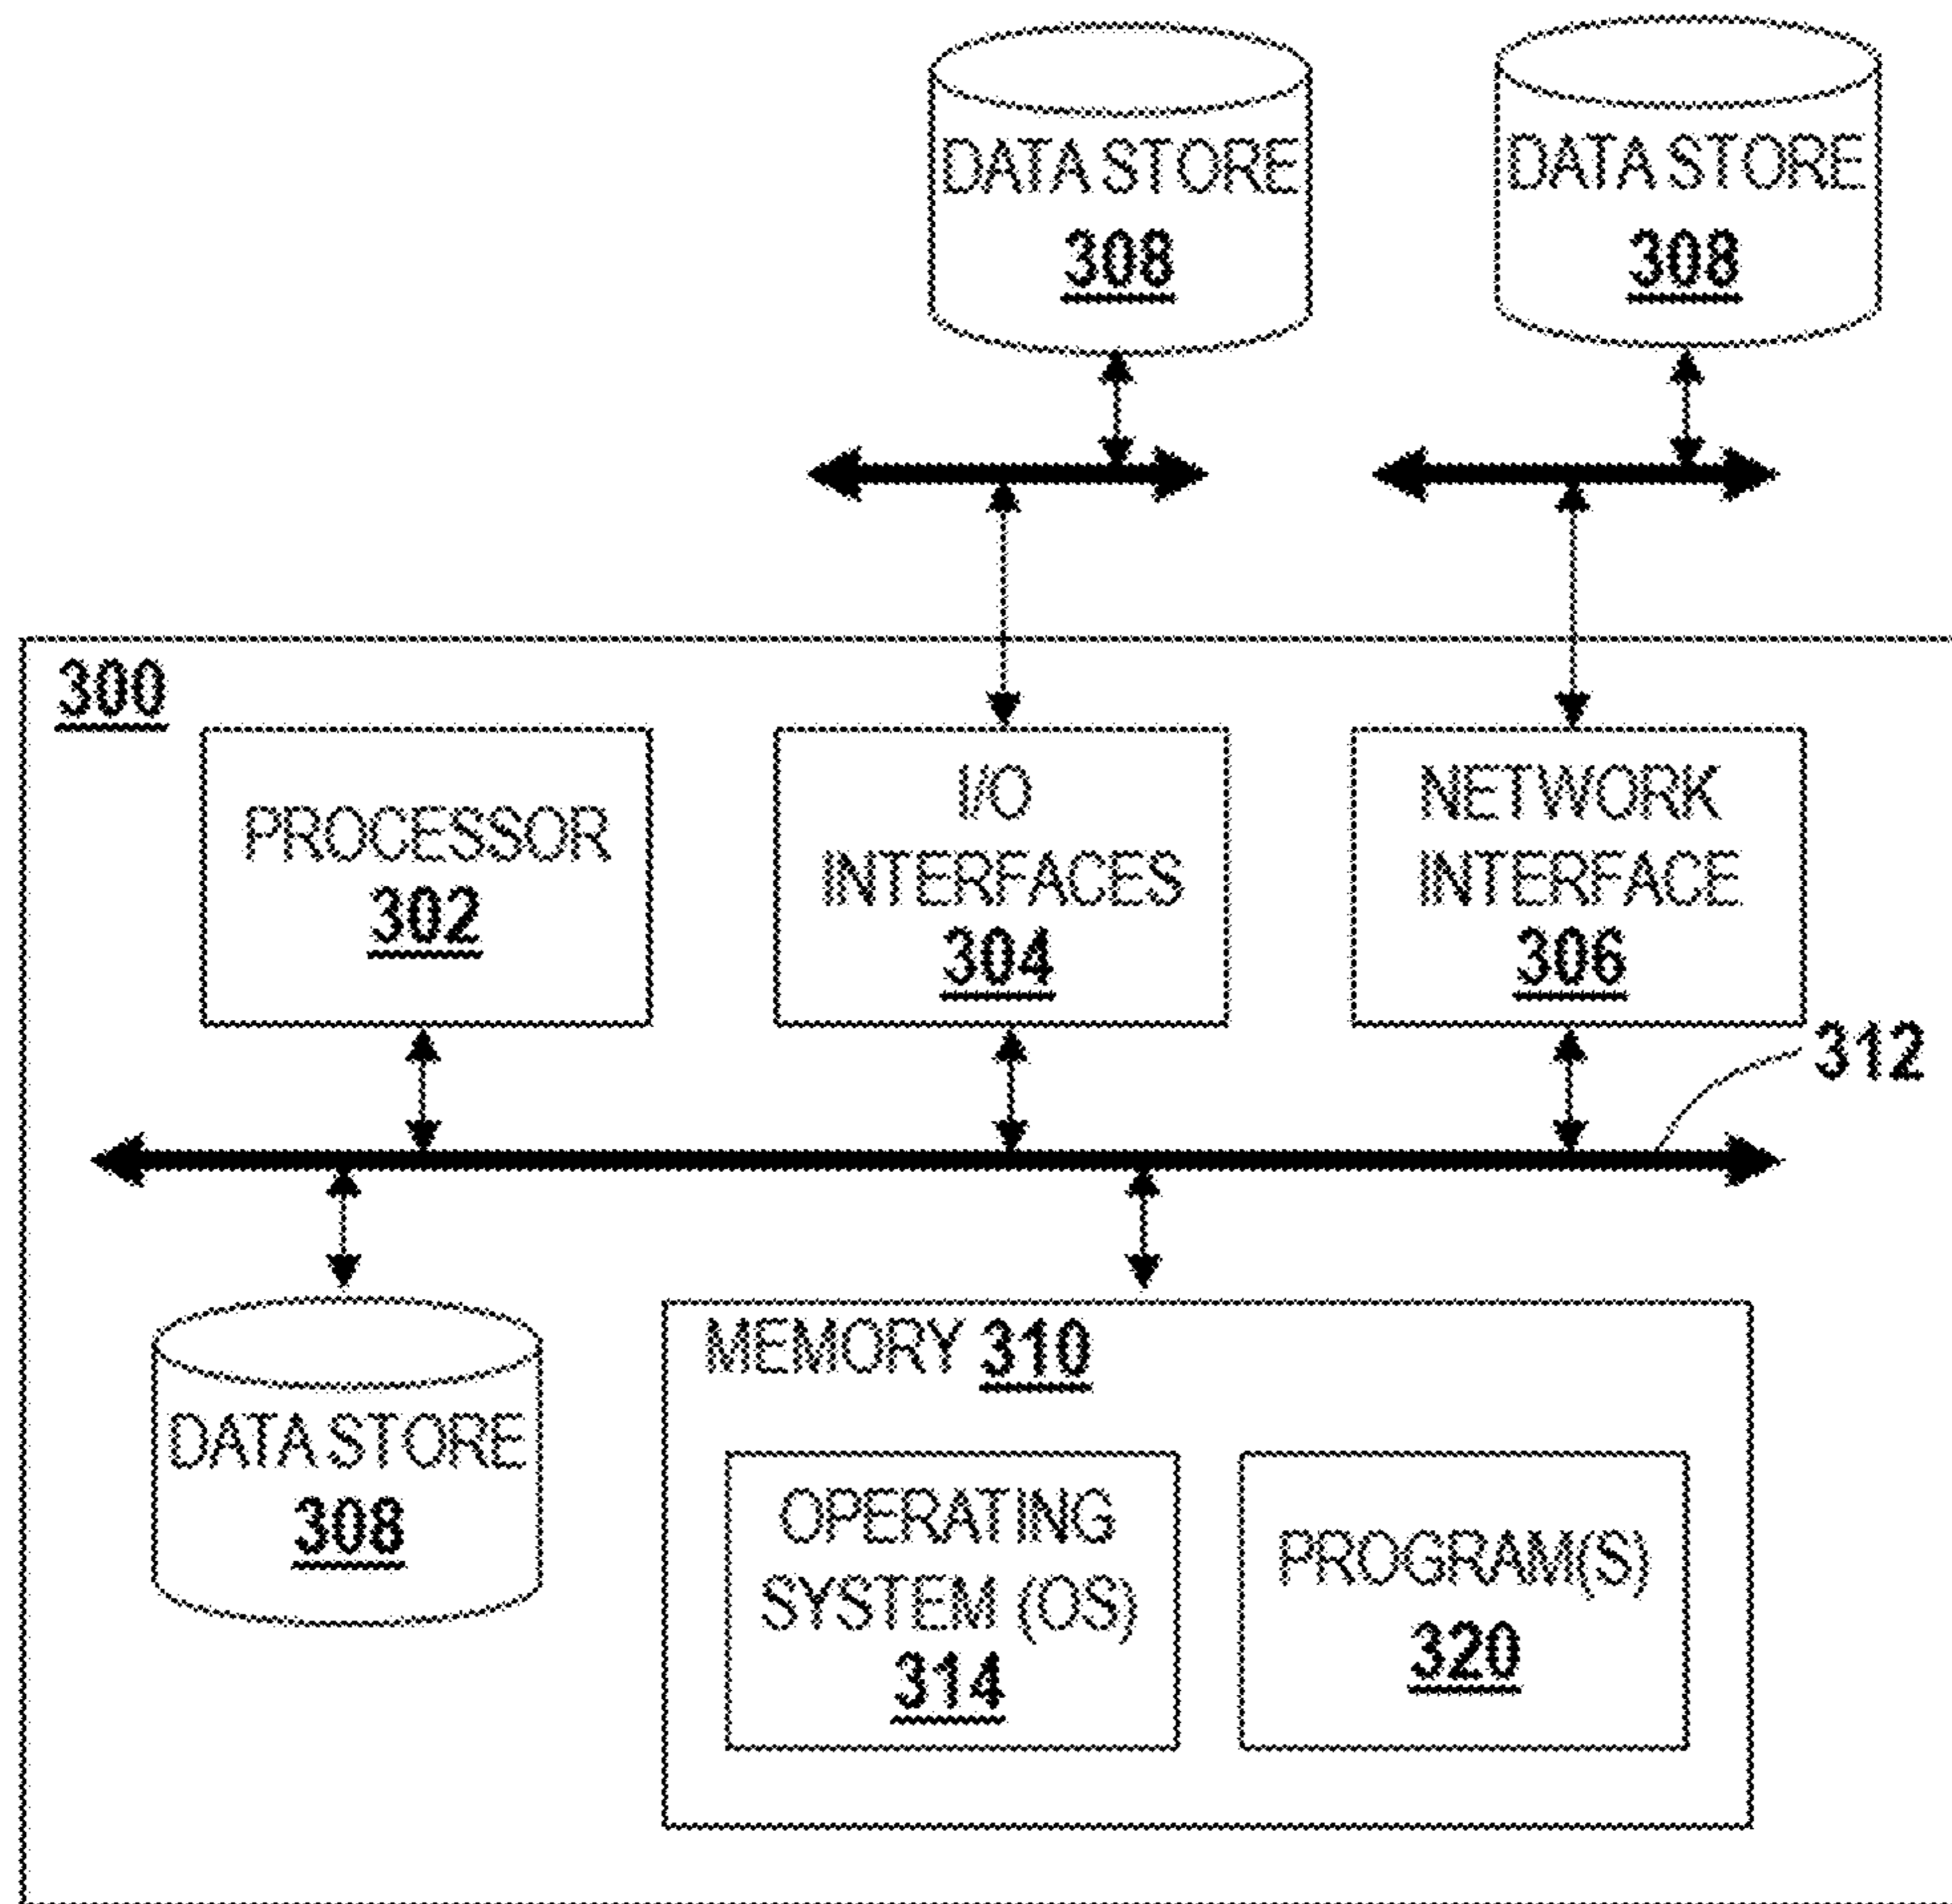 DATA STORE
308
DATA STORE
308
300
PROCESSOR
302
I/O
INTERFACES
304
NETWORK
INTERFACE
306
312
DATA STORE
308
MEMORY 310
OPERATING
SYSTEM (OS)
314
PROGRAM(S)
320